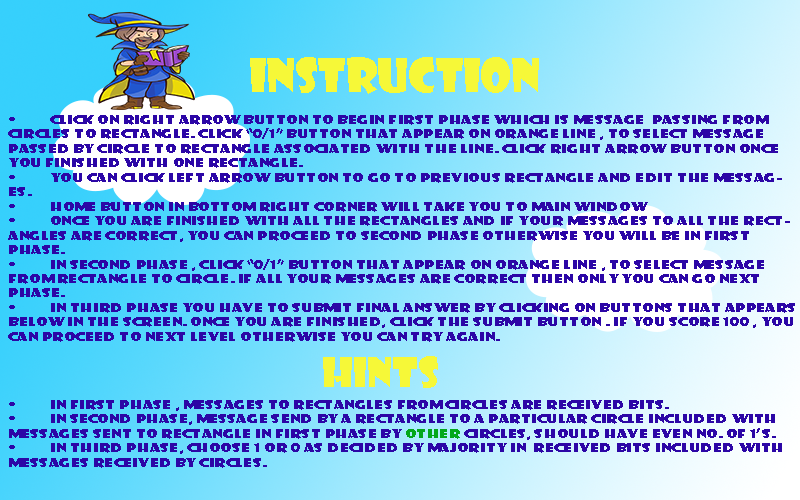 INSTRUCTION
• CLICK ON RIGHT ARROW BUTTON TO BEGIN FIRST PHASE WHICH IS MESSAGE PASSING FROM
CIRCLES TO RECTANGLE. CLICK "0/1" BUTTON THAT APPEAR ON ORANGE LINE , TO SELECT MESSAGE
PASSED BY CIRCLE TO RECTANGLE ASSOCIATED WITH THE LINE. CLICK RIGHT ARROW BUTTON ONCE
YOU FINISHED WITH ONE RECTANGLE.
• YOU CAN CLICK LEFT ARROW BUTTON TO GO TO PREVIOUS RECTANGLE AND EDIT THE MESSAG-
ES.
• HOME BUTTON IN BOTTOM RIGHT CORNER WILL TAKE YOU TO MAIN WINDOW
• ONCE YOU ARE FINISHED WITH ALL THE RECTANGLES AND IF YOUR MESSAGES TO ALL THE RECT-
ANGLES ARE CORRECT, YOU CAN PROCEED TO SECOND PHASE OTHERWISE YOU WILL BE IN FIRST
PHASE.
• IN SECOND PHASE , CLICK "0/1" BUTTON THAT APPEAR ON ORANGE LINE , TO SELECT MESSAGE
FROM RECTANGLE TO CIRCLE. IF ALL YOUR MESSAGES ARE CORRECT THEN ONLY YOU CAN GO NEXT
PHASE.
• IN THIRD PHASE YOU HAVE TO SUBMIT FINAL ANSWER BY CLICKING ON BUTTONS THAT APPEARS
BELOW IN THE SCREEN. ONCE YOU ARE FINISHED, CLICK THE SUBMIT BUTTON . IF YOU SCORE 100 , YOU
CAN PROCEED TO NEXT LEVEL OTHERWISE YOU CAN TRY AGAIN.
HINTS
• IN FIRST PHASE , MESSAGES TO RECTANGLES FROM CIRCLES ARE RECEIVED BITS.
• IN SECOND PHASE, MESSAGE SEND BY A RECTANGLE TO A PARTICULAR CIRCLE INCLUDED WITH
MESSAGES SENT TO RECTANGLE IN FIRST PHASE BY OTHER CIRCLES, SHOULD HAVE EVEN NO. OF 1'S.
• IN THIRD PHASE, CHOOSE 1 OR 0 AS DECIDED BY MAJORITY IN RECEIVED BITS INCLUDED WITH
MESSAGES RECEIVED BY CIRCLES.